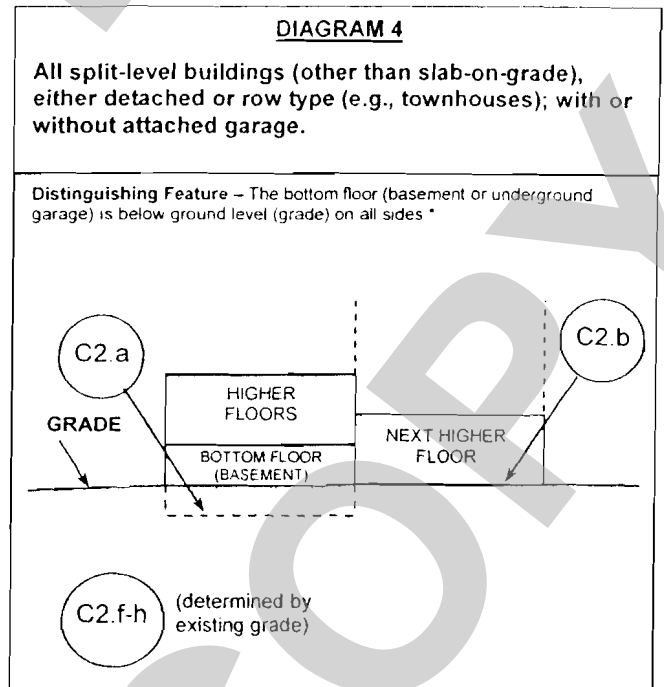 DIAGRAM 4
All split-level buildings (other than slab-on-grade),
either detached or row type (e.g., townhouses); with or
without attached garage.
Distinguishing Feature – The bottom floor (basement or underground
garage) is below ground level (grade) on all sides *
C2.a
C2.b
HIGHER
FLOORS
GRADE
NEXT HIGHER
FLOOR
BOTTOM FLOOR
(BASEMENT)
C2.f-h
(determined by
existing grade)
COPY